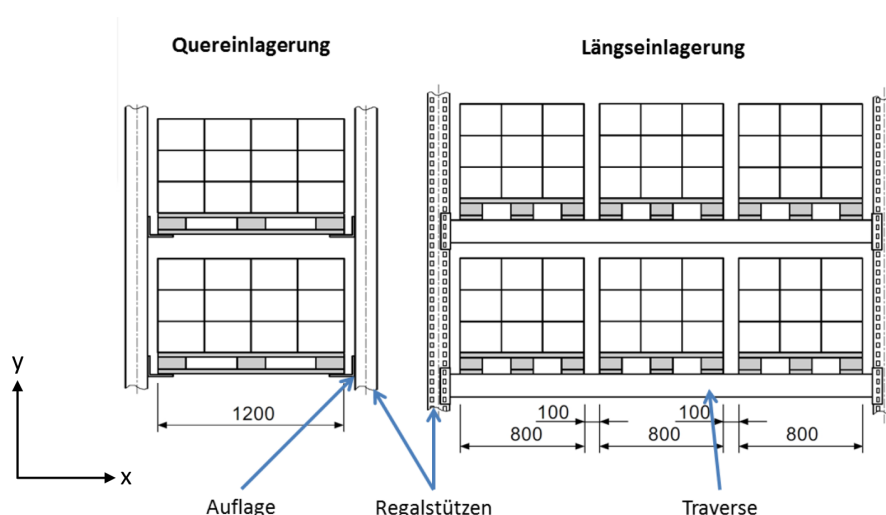 Quereinlagerung
Längseinlagerung
y
x
1200
100
100
800
800
800
Auflage
Regalstützen
Traverse